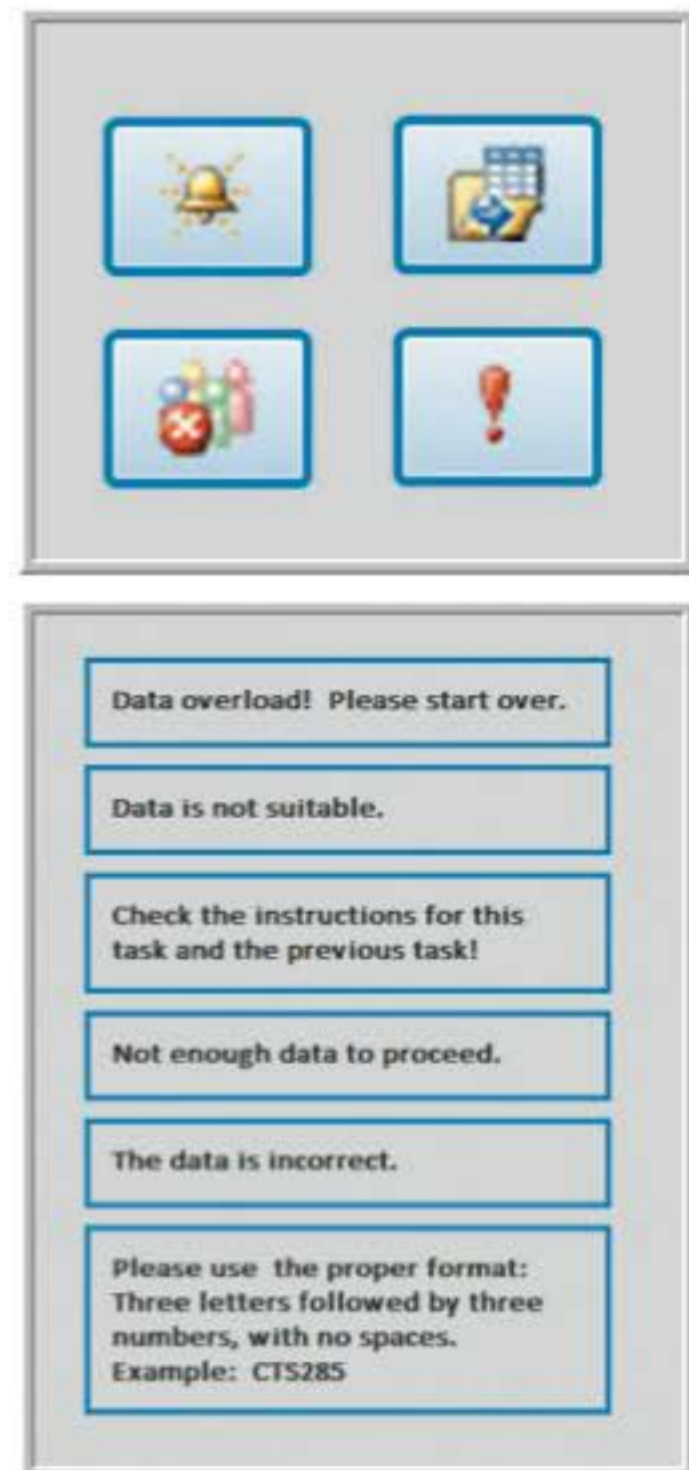 Data overload!  Please start over.
Data is not suitable.
Check the instructions for this
task and the previous task!
Not enough data to proceed.
The data is incorrect.
Please use  the proper format:
Three letters followed by three
numbers, with no spaces.
Example:  CTS285